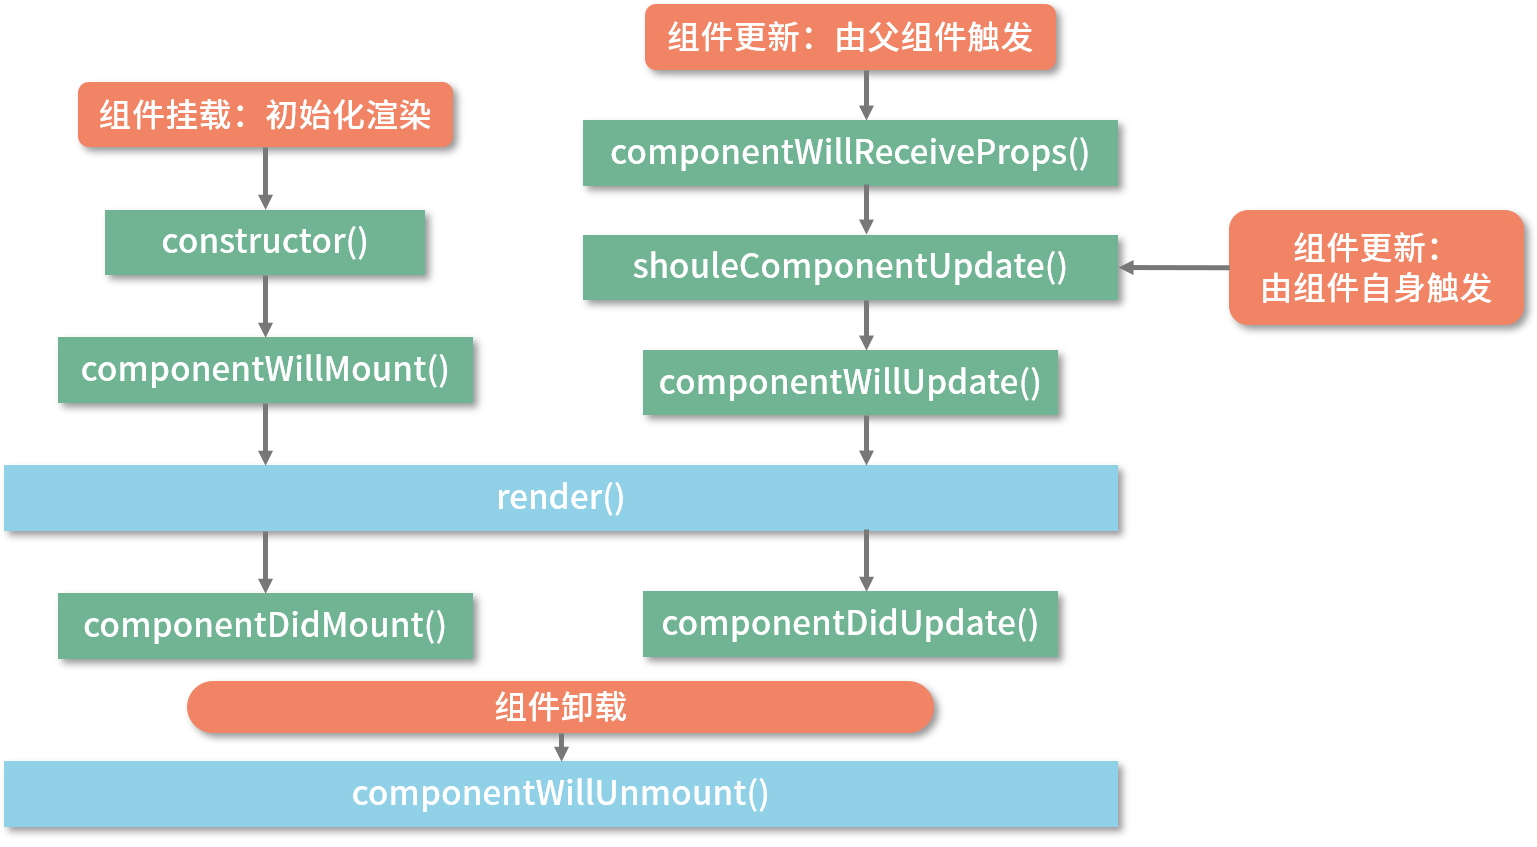 组件挂载：初始化渲染
constructor()
componentWillMount()
组件更新：由父组件触发
componentWillReceiveProps()
shouleComponentUpdate()
组件更新：
由组件自身触发
componentWillUpdate()
render()
componentDidMount()
componentDidUpdate()
组件卸载
componentWillUnmount()